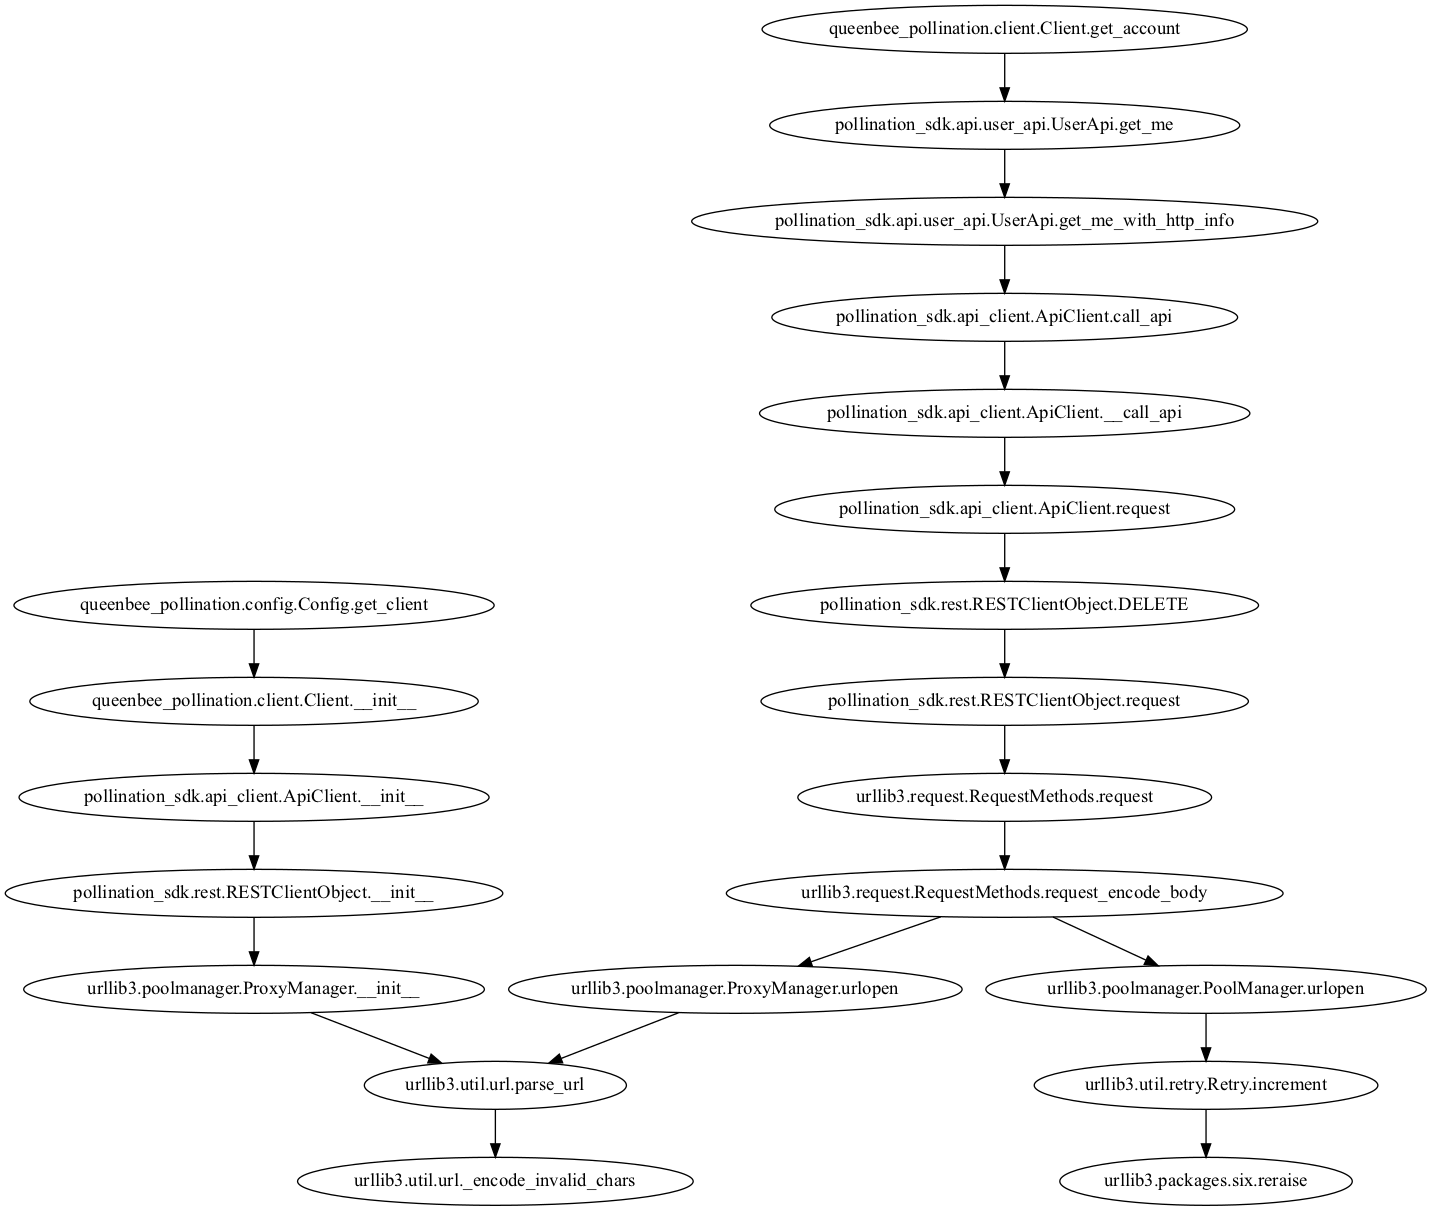 queenbee_pollination.client.Client.get_account
pollination_sdk.api.user_api.UserApi.get_me
pollination_sdk.api.user_api.UserApi.get_me_with_http_info
pollination_sdk.api_client.ApiClient.call_api
pollination_sdk.api_client.ApiClient.__call_api
pollination_sdk.api_client.ApiClient.request
queenbee_pollination.config.Config.get_client
pollination_sdk.rest.RESTClientObject.DELETE
queenbee_pollination.client.Client.__init__
pollination_sdk.rest.RESTClientObject.request
pollination_sdk.api_client.ApiClient.__init__
urllib3.request.RequestMethods.request
pollination_sdk.rest.RESTClientObject.__init__
urllib3.request.RequestMethods.request_encode_body
urllib3.poolmanager.ProxyManager.__init__
urllib3.poolmanager.ProxyManager.urlopen
urllib3.poolmanager.PoolManager.urlopen
urllib3.util.url.parse_url
urllib3.util.retry.Retry.increment
urllib3.util.url._encode_invalid_chars
urllib3.packages.six.reraise